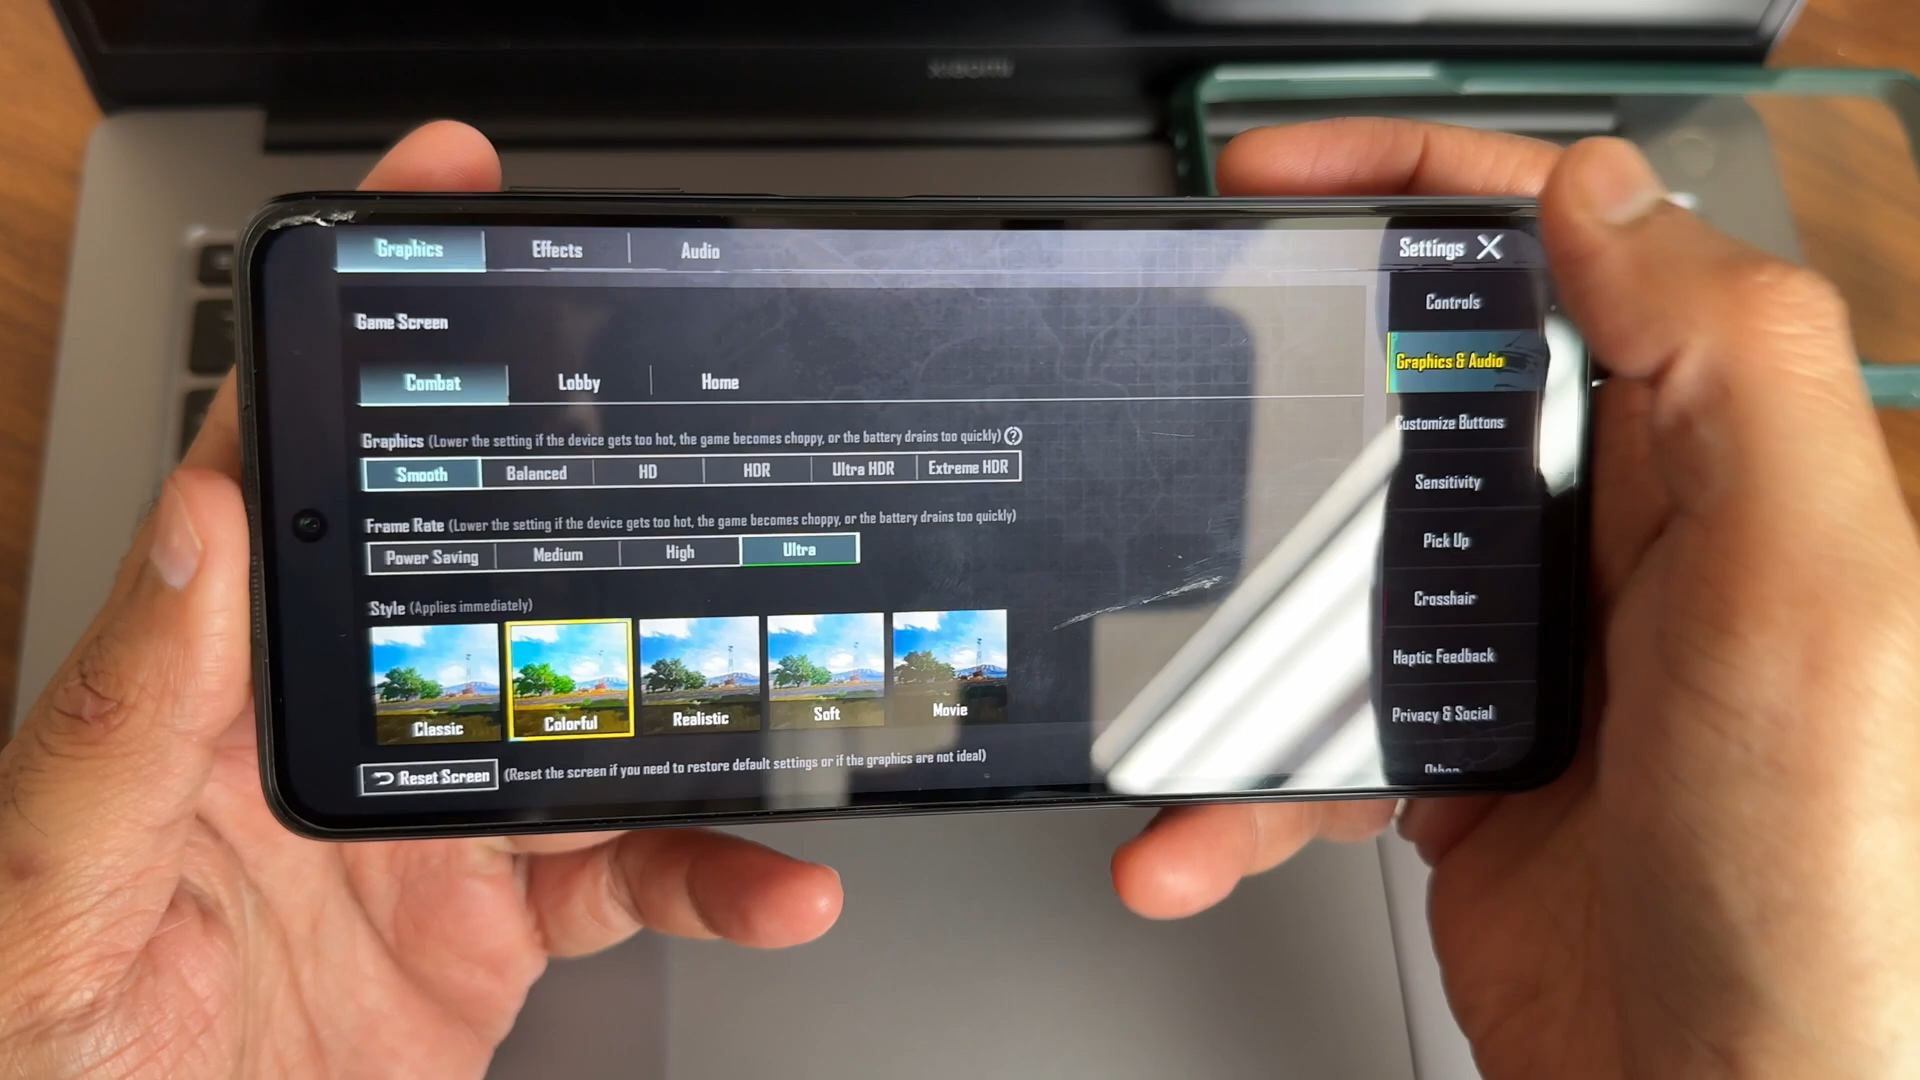 Xiaomi
Graphics Effects Audio
Settings
Game Screen
Combat Lobby Home
Graphics (Lower the setting if the device gets too hot, the game becomes choppy, or the battery drains too quickly)
Smooth Balanced HD HDR Ultra HDR Extreme HDR
Frame Rate (Lower the setting if the device gets too hot, the game becomes choppy, or the battery drains too quickly)
Power Saving Medium High Ultra
Style (Applies immediately)
Classic Colorful Realistic Soft Movie
Reset Screen (Reset the screen if you need to restore default settings or if the graphics are not ideal)
Controls
Graphics & Audio
Customize Buttons
Sensitivity
Pick Up
Crosshair
Haptic Feedback
Privacy & Social
Other